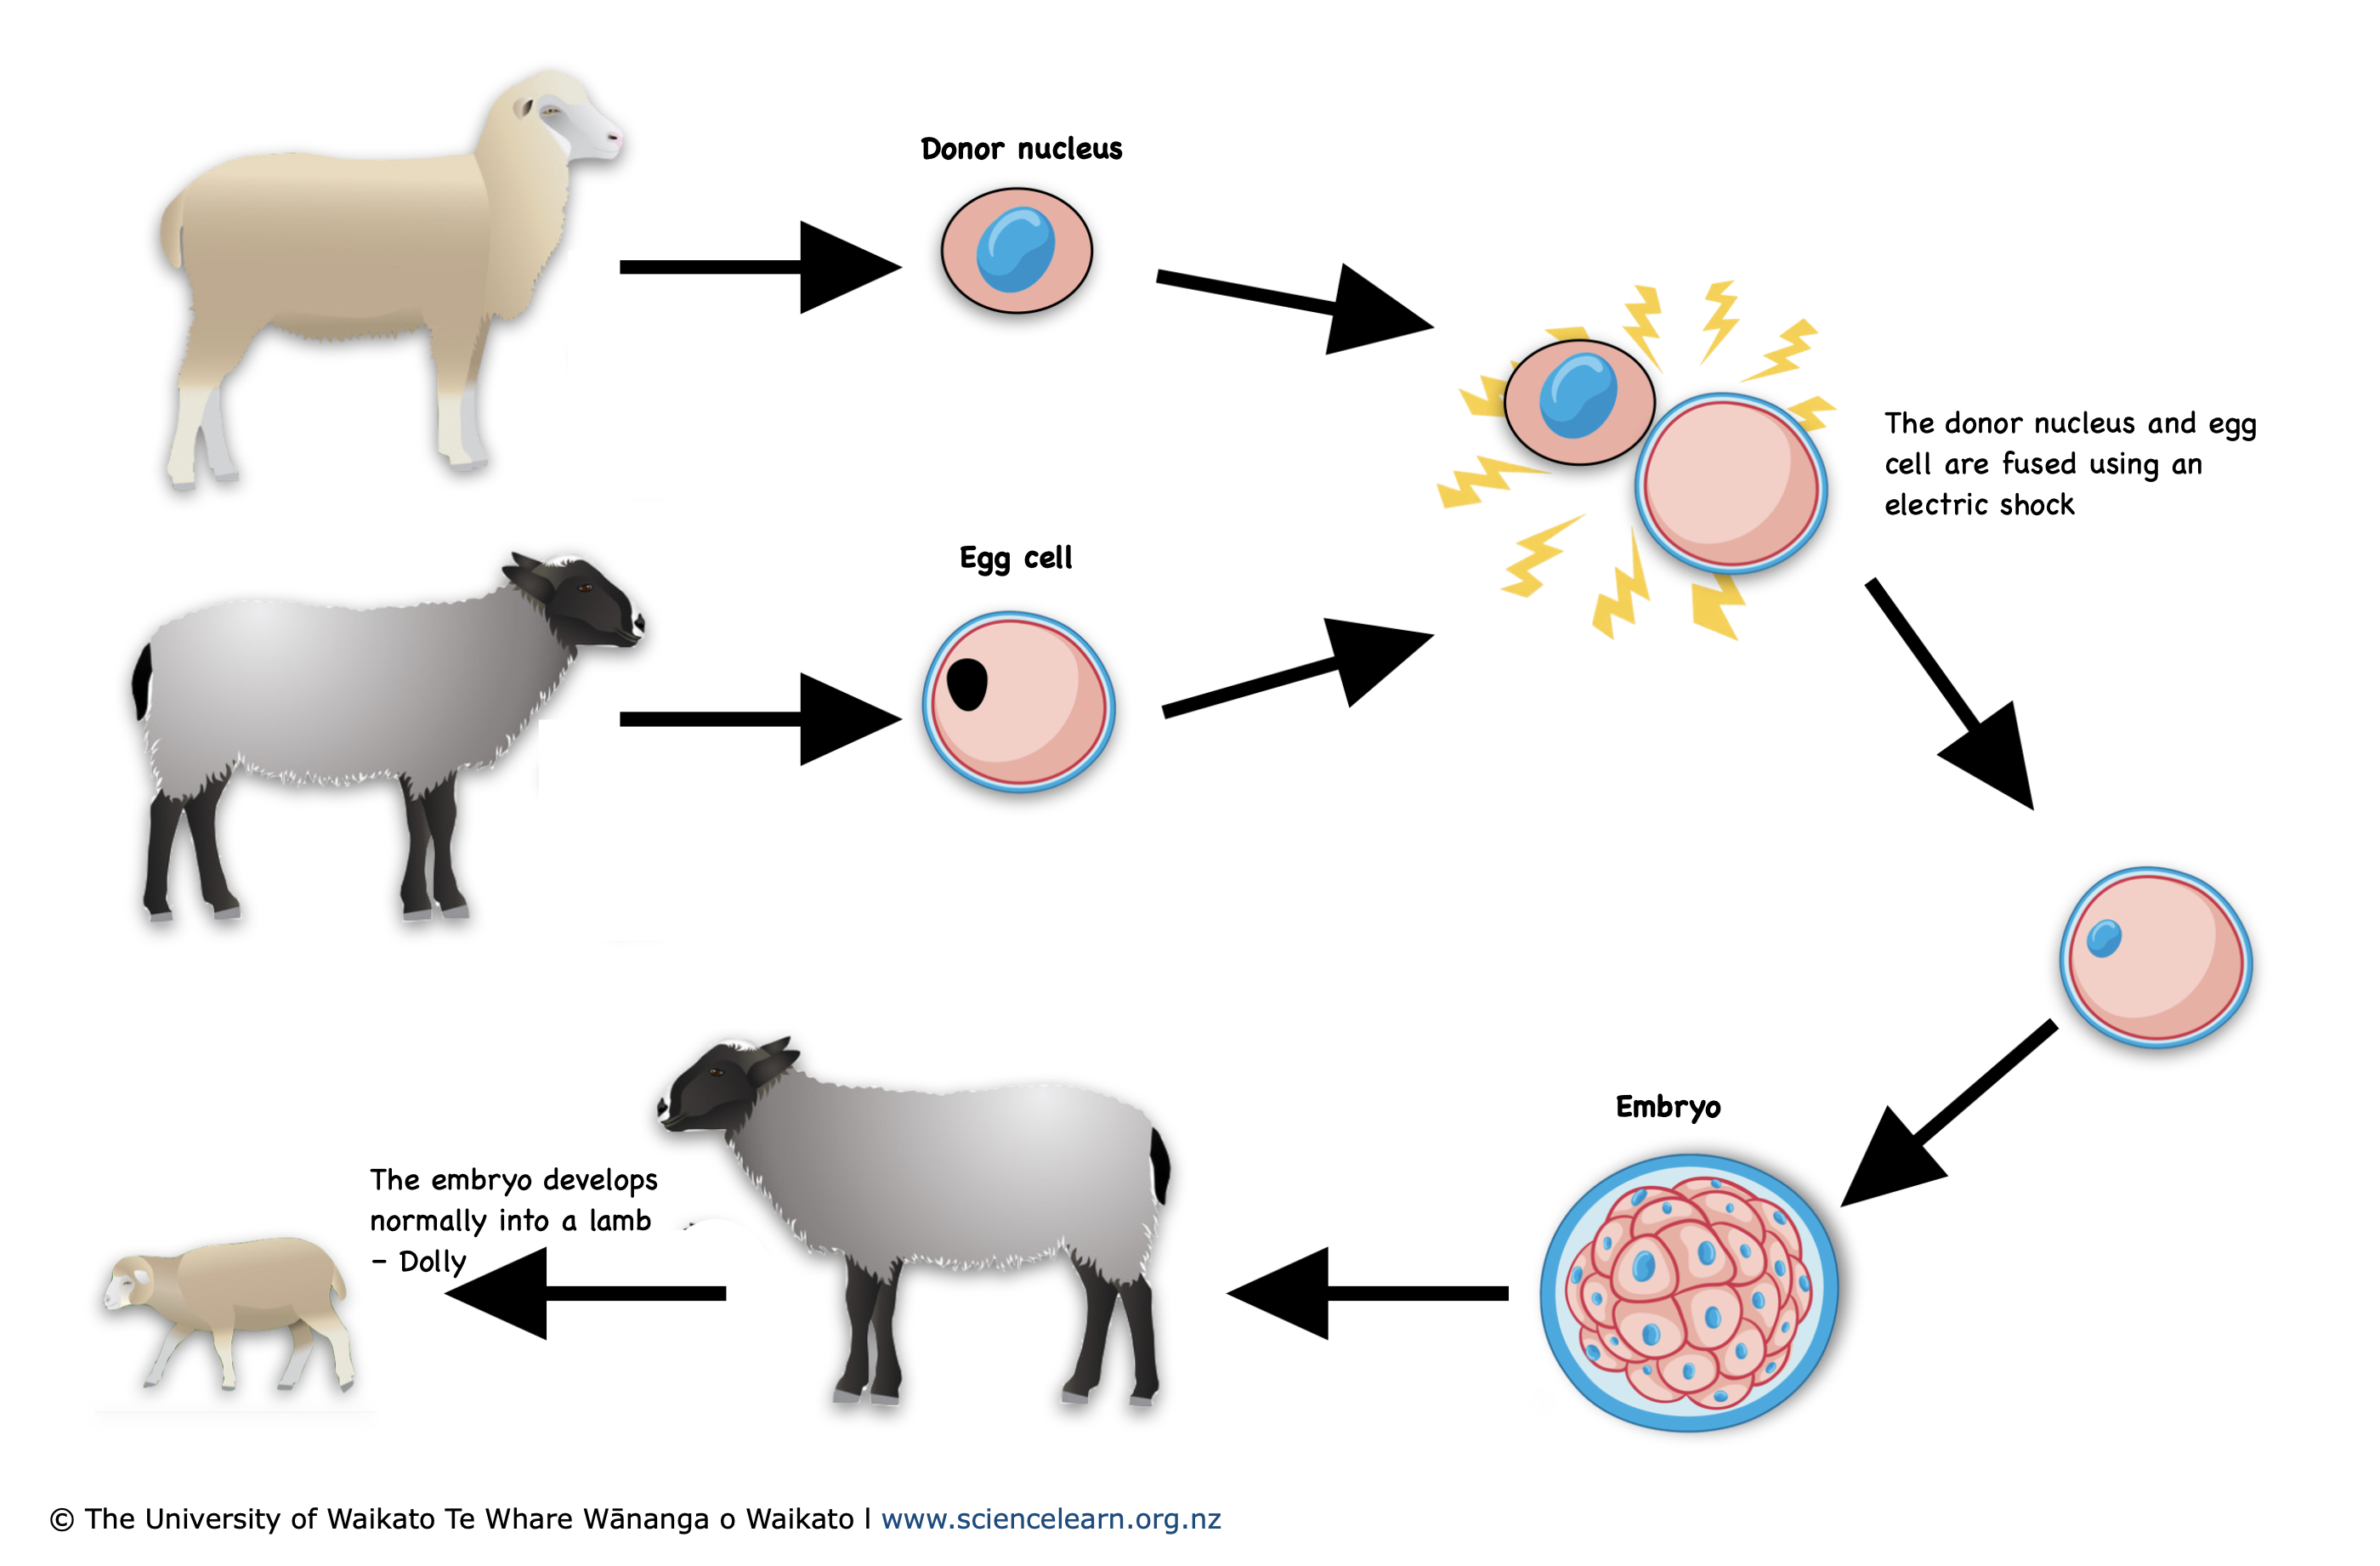 Donor nucleus
The donor nucleus and egg
cell are fused using an
electric shock
Egg cell
Embryo
The embryo develops
normally into a lamb
– Dolly
© The University of Waikato Te Whare Wānanga o Waikato | www.sciencelearn.org.nz